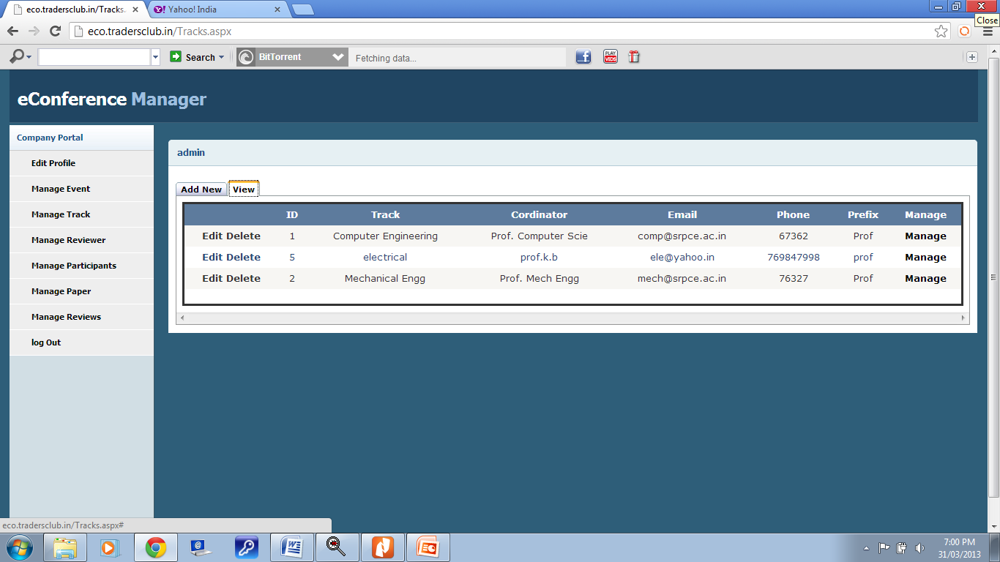 eco.tradersclub.in/Tracks.
Yahoo! India
Close
eco.tradersclub.in/Tracks.aspx
Search
BitTorrent
Fetching data...
PLAY
VIDS
eConference Manager
Company Portal
Edit Profile
Manage Event
Manage Track
Manage Reviewer
Manage Participants
Manage Paper
Manage Reviews
log Out
admin
Add New View
ID Track Cordinator Email Phone Prefix Manage
Edit Delete 1 Computer Engineering Prof. Computer Scie comp@srpce.ac.in 67362 Prof Manage
Edit Delete 5 electrical prof.k.b ele@yahoo.in 769847998 prof Manage
Edit Delete 2 Mechanical Engg Prof. Mech Engg mech@srpce.ac.in 76327 Prof Manage
eco.tradersclub.in/Tracks.aspx#
7:00 PM
31/03/2013